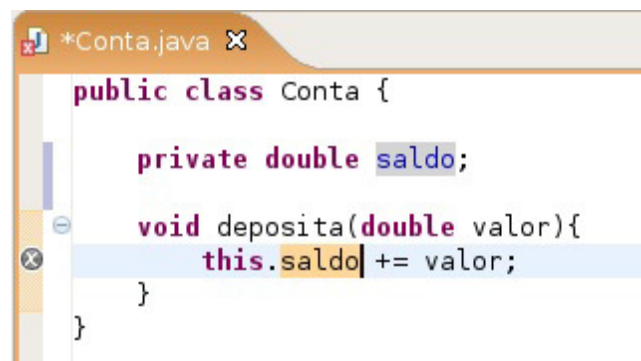 *Conta.java
public class Conta {
private double saldo;
void deposita(double valor){
this.saldo += valor;
}
}